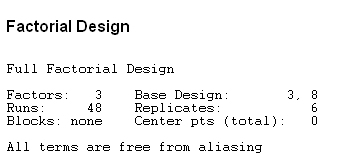 Factorial Design
Full Factorial Design
Factors: 3 Base Design: 3, 8
Runs: 48 Replicates: 6
Blocks: none Center pts (total): 0
All terms are free from aliasing